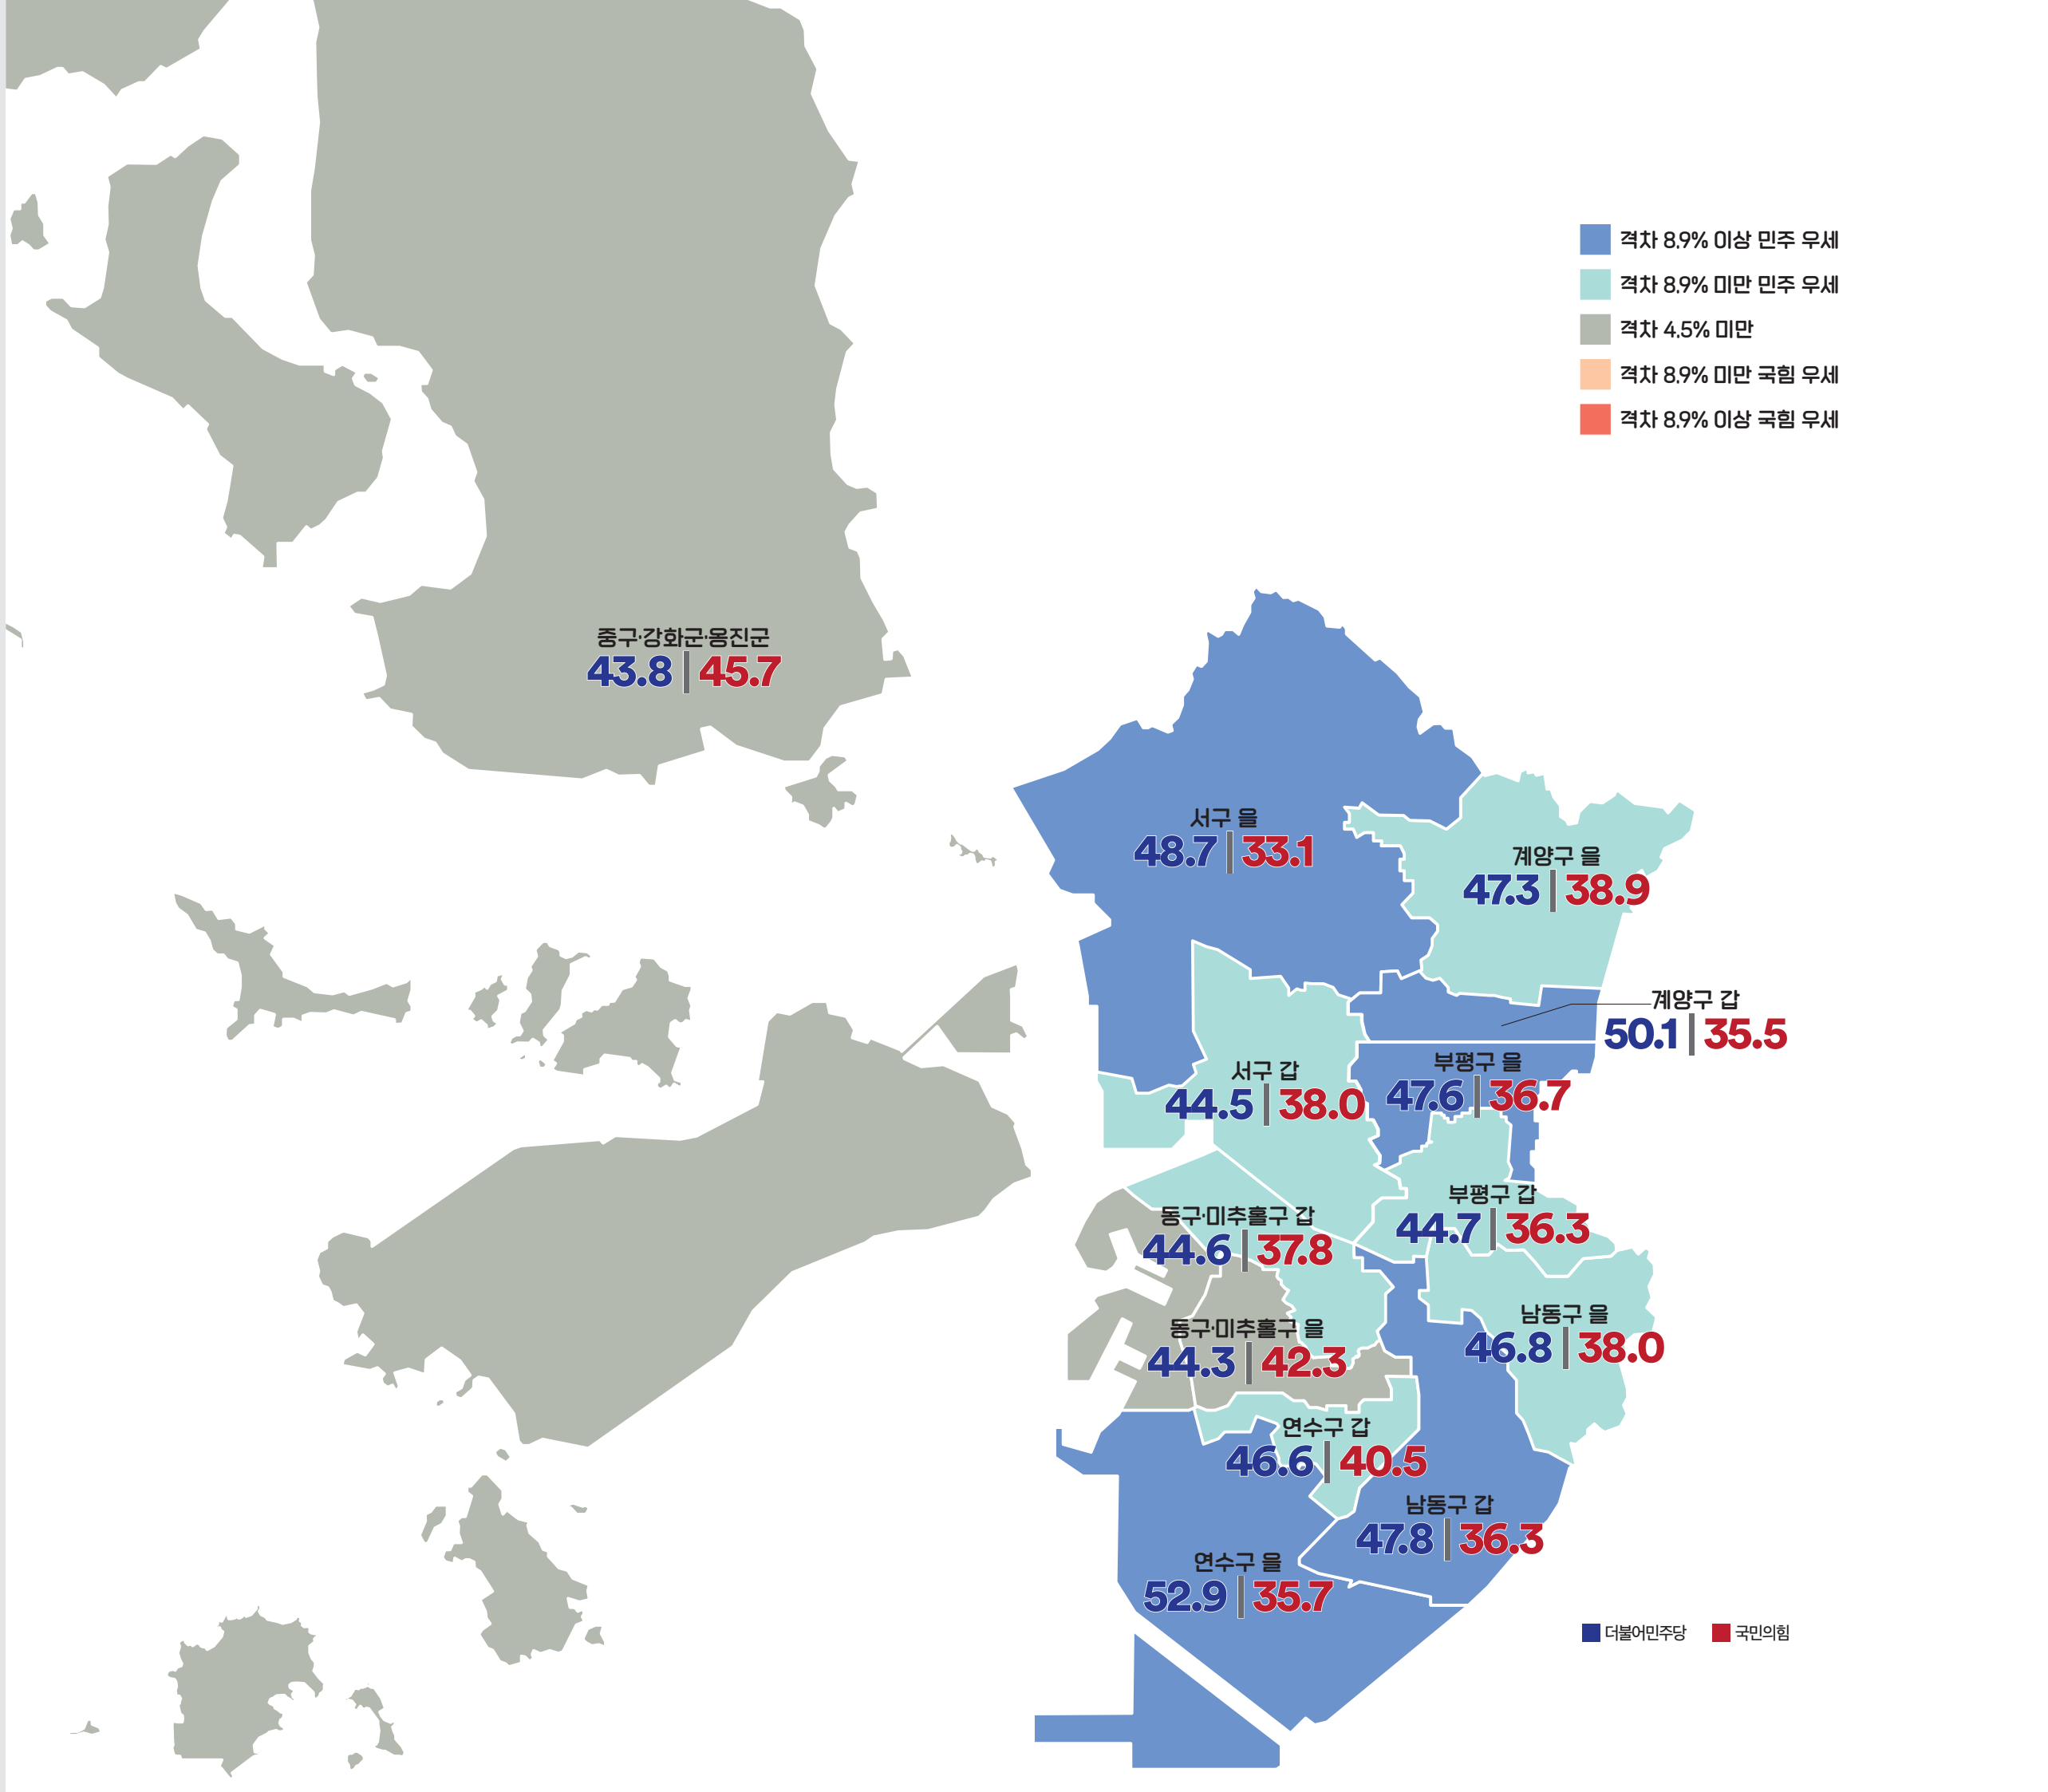 격차 8.9% 이상 민주 우세
격차 8.9% 미만 민주 우세
격차 4.5% 미만
격차 8.9% 미만 국힘 우세
격차 8.9% 이상 국힘 우세
중구·강화군·옹진군
43.8 | 45.7
서구 을
48.7 | 33.1
계양구 을
47.3 | 38.9
계양구 갑
50.1 | 35.5
서구 갑
44.5 | 38.0
부평구 을
47.6 | 36.7
부평구 갑
44.7 | 36.3
동구·미추홀구 갑
44.6 | 37.8
남동구 을
46.8 | 38.0
동구·미추홀구 을
44.3 | 42.3
연수구 갑
46.6 | 40.5
남동구 갑
47.8 | 36.3
연수구 을
52.9 | 35.7
더불어민주당 국민의힘